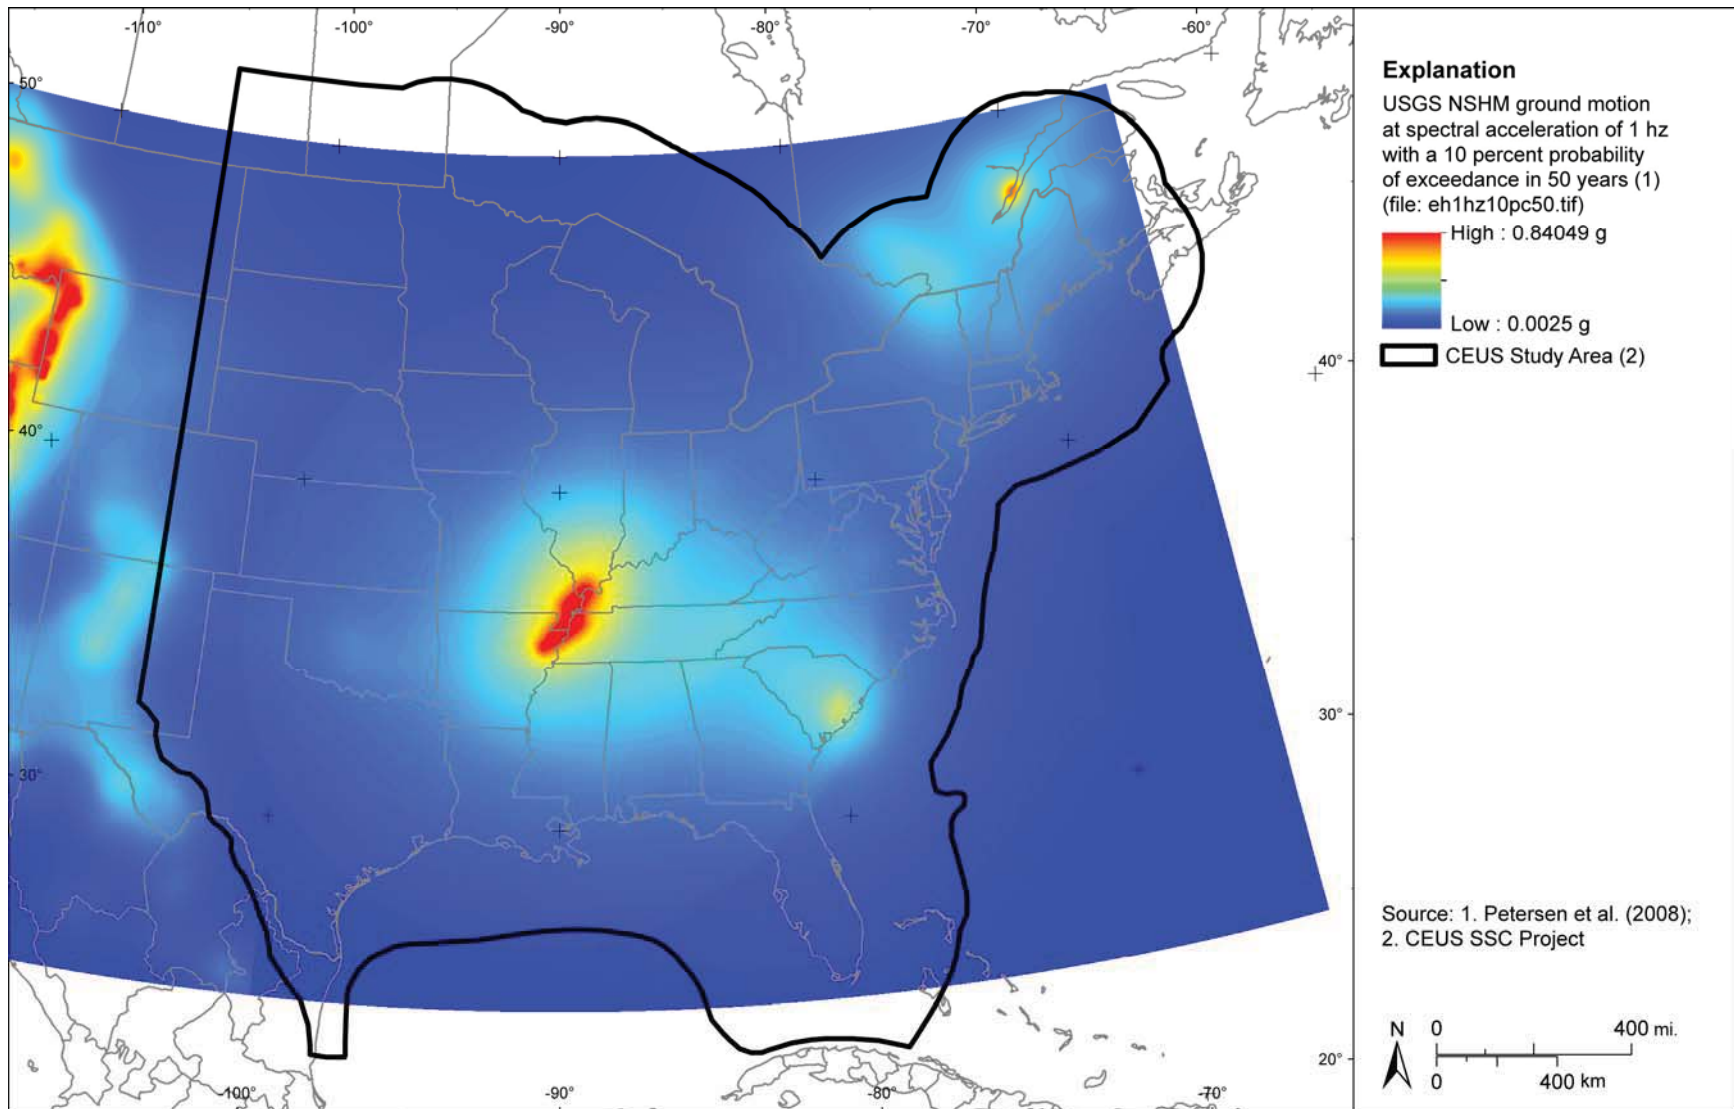 -110°
-100°
-90°
-80°
-70°
-60°
50°
40°
40°
30°
30°
20°
-100°
-90°
-80°
-70°
Explanation
USGS NSHM ground motion
at spectral acceleration of 1 hz
with a 10 percent probability
of exceedance in 50 years (1)
(file: eh1hz10pc50.tif)
High : 0.84049 g
Low : 0.0025 g
CEUS Study Area (2)
Source: 1. Petersen et al. (2008);
2. CEUS SSC Project
N
0 400 mi.
0 400 km